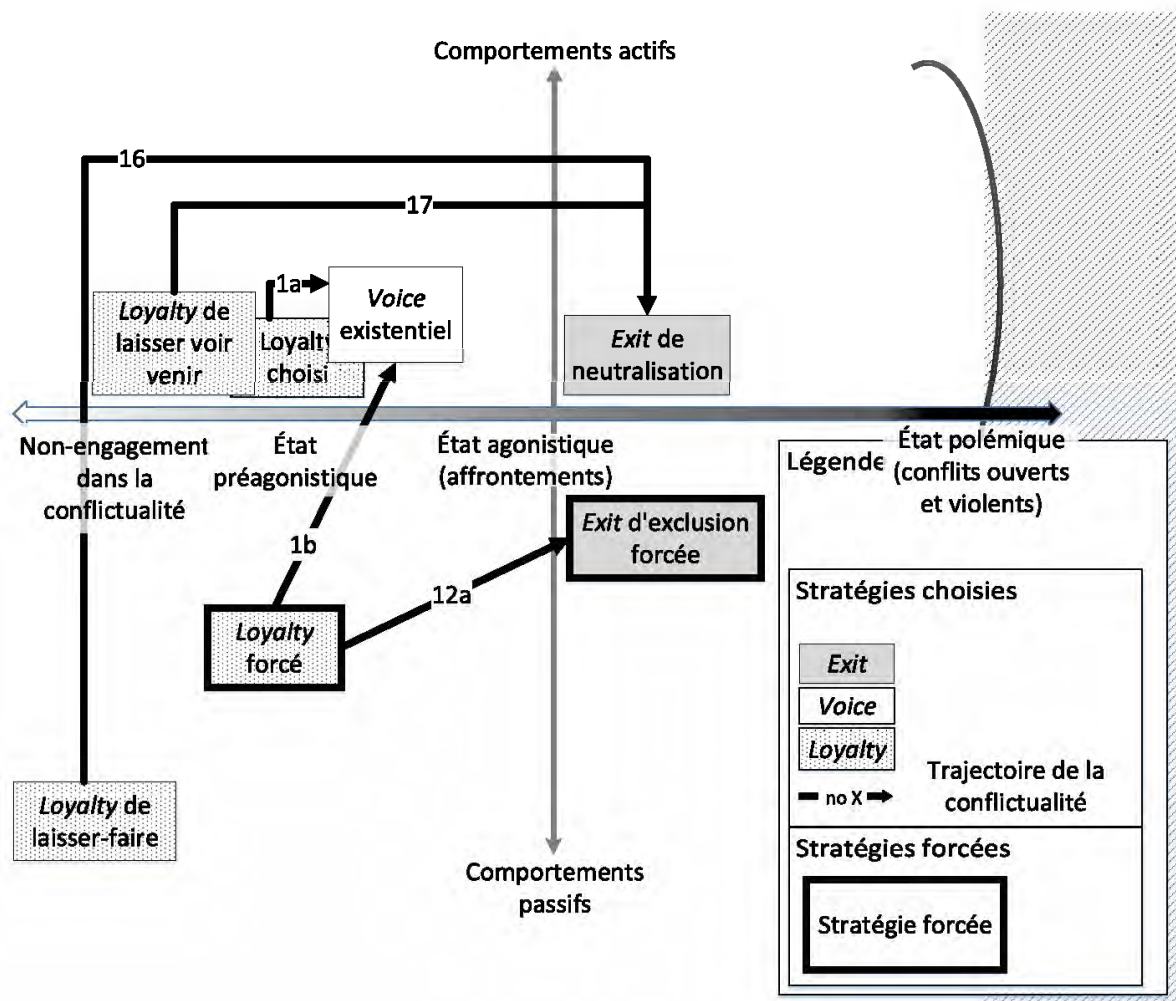 Comportements actifs
16
17
1a
Loyalty de
laisser voir
venir
Loyalty
choisi
Voice
existentiel
Exit de
neutralisation
Non-engagement
dans la
conflictualité
État
préagonistique
État agonistique
(affrontements)
État polémique
(conflits ouverts
et violents)
1b
12a
Exit d'exclusion
forcée
Loyalty
forcé
Loyalty de
laisser-faire
Comportements
passifs
Légende
Stratégies choisies
Exit
Voice
Loyalty
no X
Trajectoire de la
conflictualité
Stratégies forcées
Stratégie forcée